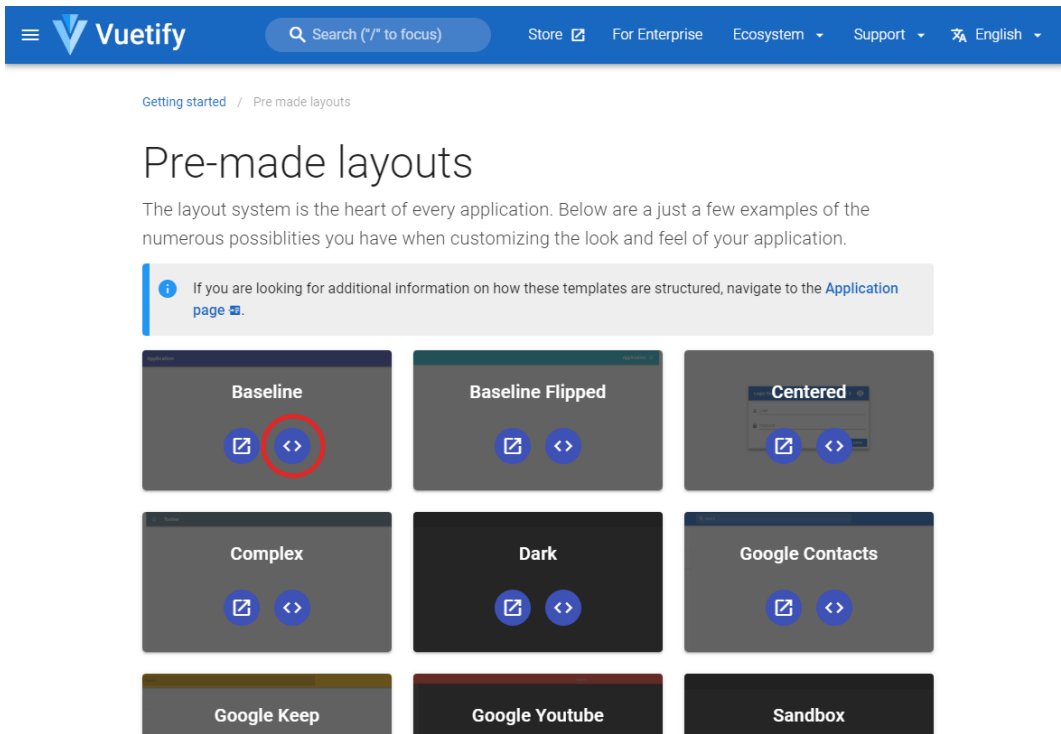 Vuetify
Search ("/" to focus)
Store
For Enterprise
Ecosystem
Support
English
Getting started / Pre made layouts
Pre-made layouts
The layout system is the heart of every application. Below are a just a few examples of the
numerous possiblities you have when customizing the look and feel of your application.
If you are looking for additional information on how these templates are structured, navigate to the Application
page.
Application
Application
Baseline
Baseline Flipped
Centered
Complex
Dark
Google Contacts
Google Keep
Google Youtube
Sandbox